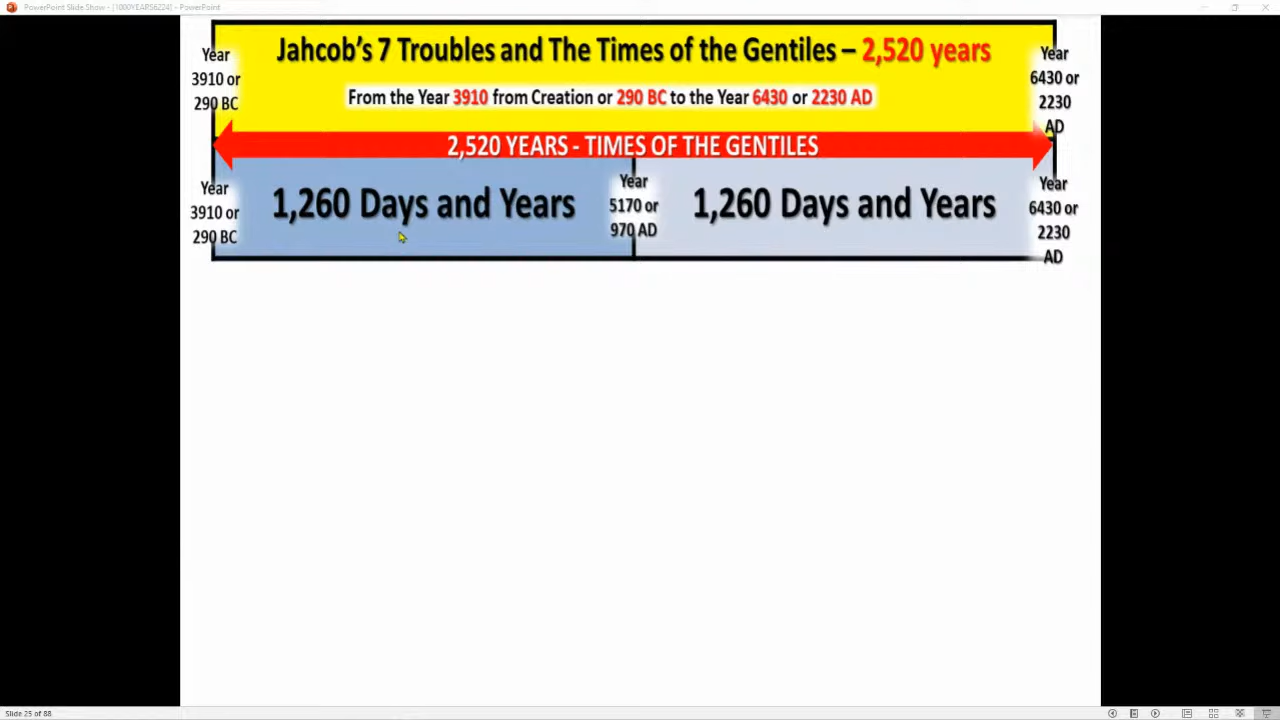 PowerPoint Slide Show - [1000YEARS6Z24] - PowerPoint
Jahcob's 7 Troubles and The Times of the Gentiles – 2,520 years
From the Year 3910 from Creation or 290 BC to the Year 6430 or 2230 AD
Year
3910 or
290 BC
Year
6430 or
2230
AD
2,520 YEARS - TIMES OF THE GENTILES
Year
3910 or
290 BC
1,260 Days and Years
Year
5170 or
970 AD
1,260 Days and Years
Year
6430 or
2230
AD
Slide 25 of 88